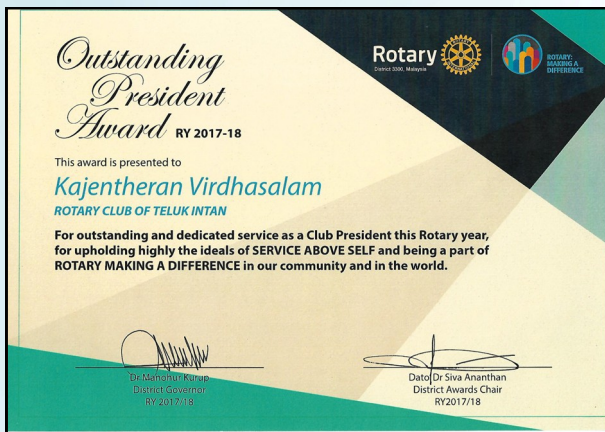 Outstanding
President
Award RY 2017-18
Rotary
District 3300, Malaysia
ROTARY:
MAKING A
DIFFERENCE
This award is presented to
Kajentheran Virdhasalam
ROTARY CLUB OF TELUK INTAN
For outstanding and dedicated service as a Club President this Rotary year,
for upholding highly the ideals of SERVICE ABOVE SELF and being a part of
ROTARY MAKING A DIFFERENCE in our community and in the world.
Dr Manohur Kurup
District Governor
RY 2017/18
Dato Dr Siva Ananthan
District Awards Chair
RY2017/18